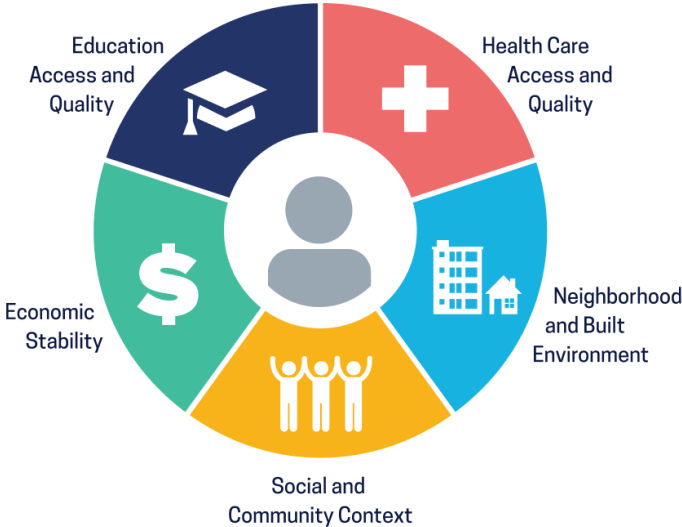 Education
Access and
Quality
Health Care
Access and
Quality
Economic
Stability
Neighborhood
and Built
Environment
Social and
Community Context